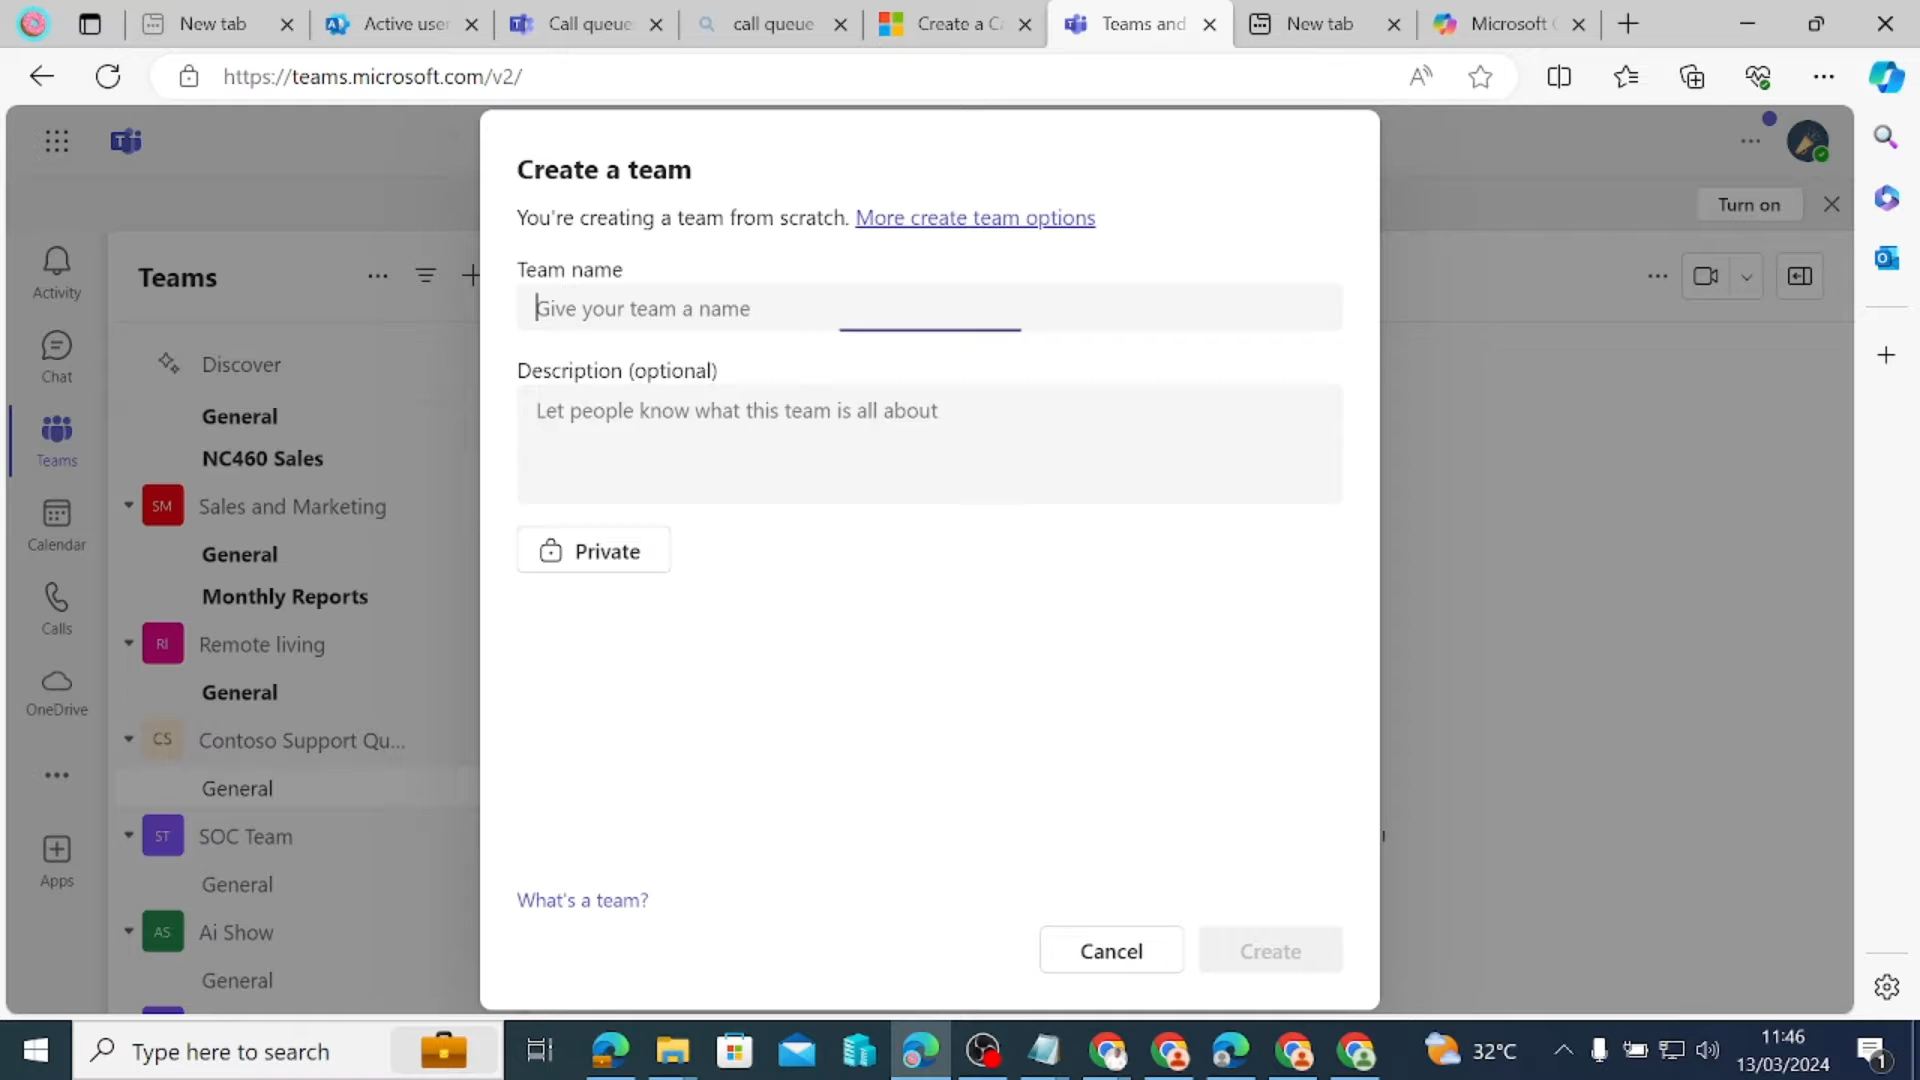 New tab
Active user
Call queue
call queue
Create a Ca
Teams and
New tab
Microsoft
https://teams.microsoft.com/v2/
Turn on
Activity
Chat
Teams
Calendar
Calls
OneDrive
Apps
Teams
Discover
General
NC460 Sales
SM Sales and Marketing
General
Monthly Reports
RI Remote living
General
CS Contoso Support Qu...
General
ST SOC Team
General
AS Ai Show
General
Create a team
You're creating a team from scratch. More create team options
Team name
Give your team a name
Description (optional)
Let people know what this team is all about
Private
What's a team?
Cancel
Create
Type here to search
32°C
11:46
13/03/2024
1